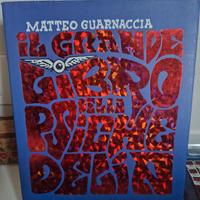 MATTEO GUARNACCIA
IL GRANDE
LIBRO
DELLA
PSICHE
DELIA